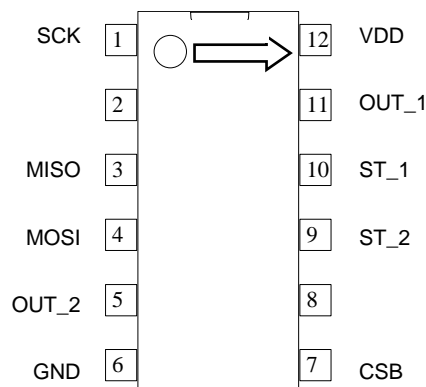 SCK 1 12 VDD
2 11 OUT_1
MISO 3 10 ST_1
MOSI 4 9 ST_2
OUT_2 5 8
GND 6 7 CSB